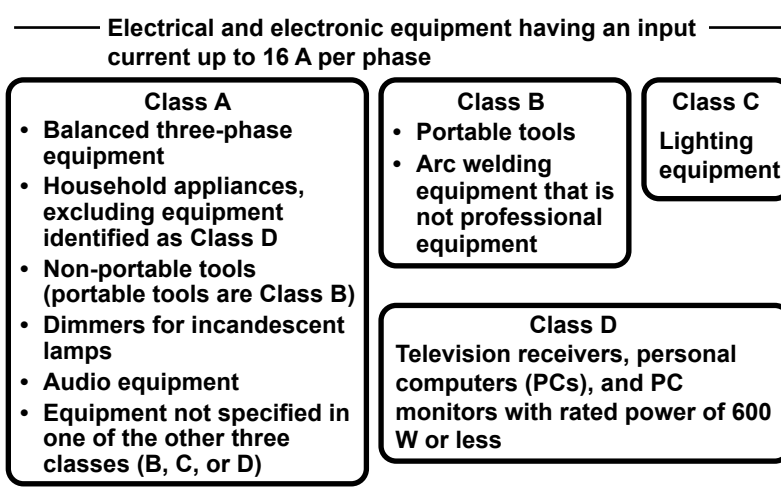 Electrical and electronic equipment having an input
current up to 16 A per phase
Class A
• Balanced three-phase
equipment
• Household appliances,
excluding equipment
identified as Class D
• Non-portable tools
(portable tools are Class B)
• Dimmers for incandescent
lamps
• Audio equipment
• Equipment not specified in
one of the other three
classes (B, C, or D)
Class B
• Portable tools
• Arc welding
equipment that is
not professional
equipment
Class C
Lighting
equipment
Class D
Television receivers, personal
computers (PCs), and PC
monitors with rated power of 600
W or less